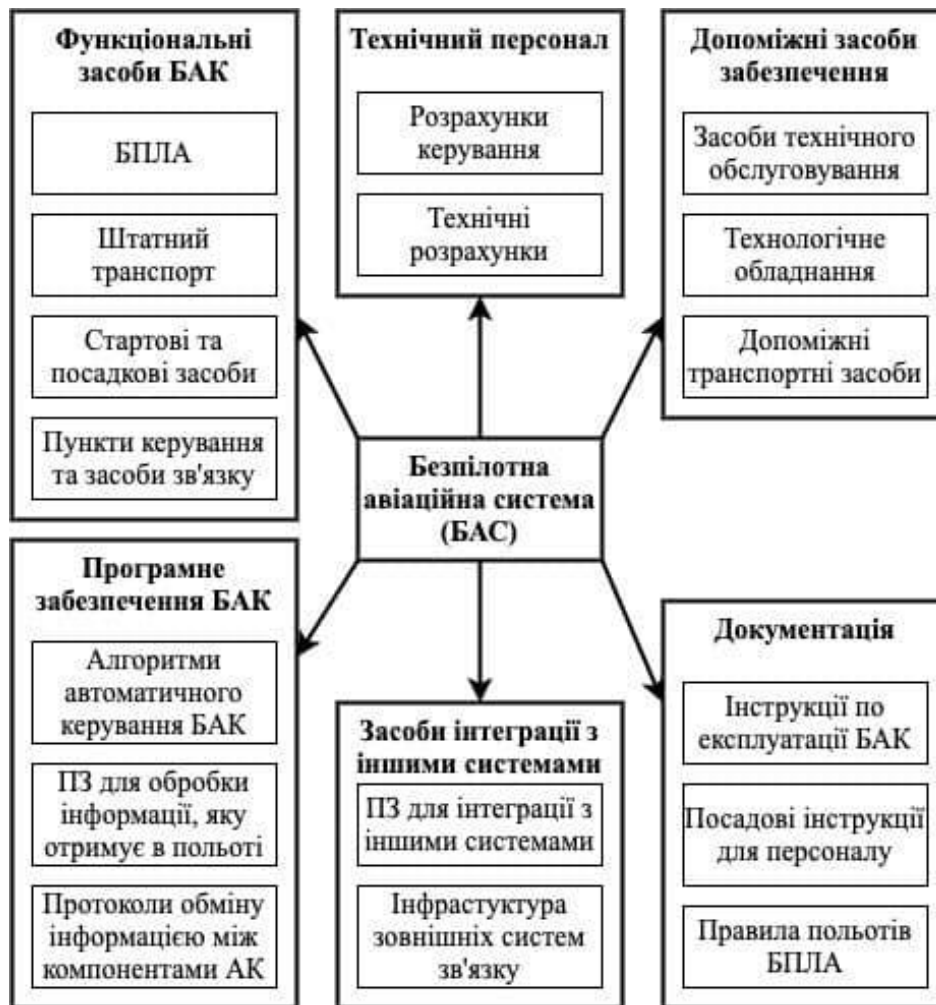 Функціональні
засоби БАК
БПЛА
Штатний
транспорт
Стартові та
посадкові засоби
Пункти керування
та засоби зв'язку
Технічний персонал
Розрахунки
керування
Технічні
розрахунки
Допоміжні засоби
забезпечення
Засоби технічного
обслуговування
Технологічне
обладнання
Допоміжні
транспортні засоби
Безпілотна
авіаційна система
(БАС)
Програмне
забезпечення БАК
Алгоритми
автоматичного
керування БАК
ПЗ для обробки
інформації, яку
отримує в польоті
Протоколи обміну
інформацією між
компонентами АК
Засоби інтеграції з
іншими системами
ПЗ для інтеграції з
іншими системами
Інфрастуктура
зовнішніх систем
зв'язку
Документація
Інструкції по
експлуатації БАК
Посадові інструкції
для персоналу
Правила польотів
БПЛА